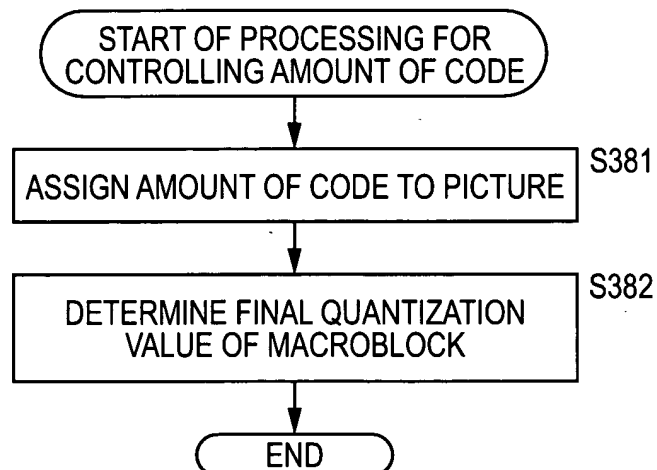 START OF PROCESSING FOR
CONTROLLING AMOUNT OF CODE
S381
ASSIGN AMOUNT OF CODE TO PICTURE
S382
DETERMINE FINAL QUANTIZATION
VALUE OF MACROBLOCK
END